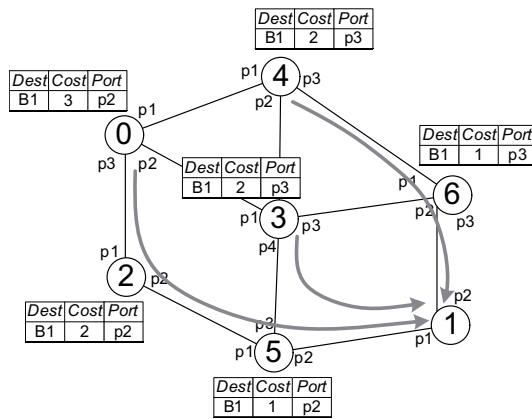 Dest Cost Port
B1 2 p3
4
p1
p3
p2
Dest Cost Port
B1 3 p2
p1
0
p3
p2
Dest Cost Port
B1 1 p3
p1
6
p2
p3
Dest Cost Port
B1 2 p3
p1
3
p3
p4
p1
2
p2
Dest Cost Port
B1 2 p2
p2
1
p1
p3
p1
5
p2
Dest Cost Port
B1 1 p2